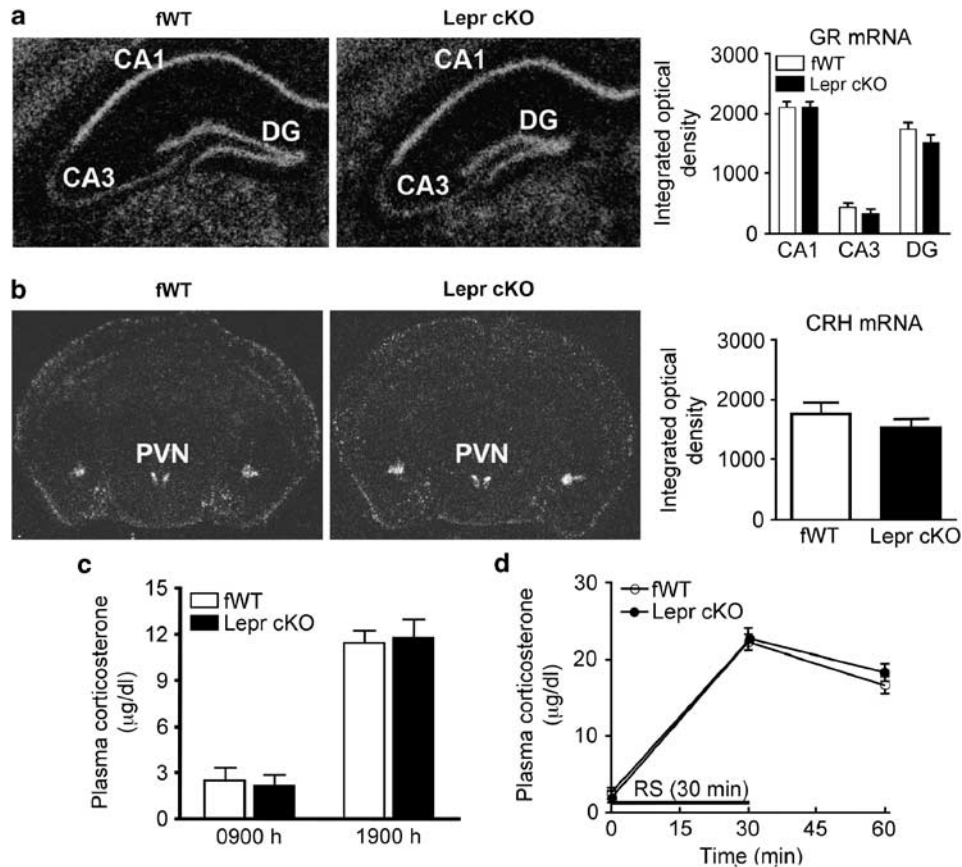 a
fWT
Lepr cKO
CA1
DG
CA3
CA1
DG
CA3
GR mRNA
fWT
Lepr cKO
Integrated optical
density
3000
2000
1000
0
CA1 CA3 DG
b
fWT
Lepr cKO
PVN
PVN
CRH mRNA
Integrated optical
density
3000
2000
1000
0
fWT Lepr cKO
c
fWT
Lepr cKO
Plasma corticosterone
(μg/dl)
15
12
9
6
3
0
0900 h 1900 h
d
fWT
Lepr cKO
Plasma corticosterone
(μg/dl)
30
20
10
0
RS (30 min)
0 15 30 45 60
Time (min)